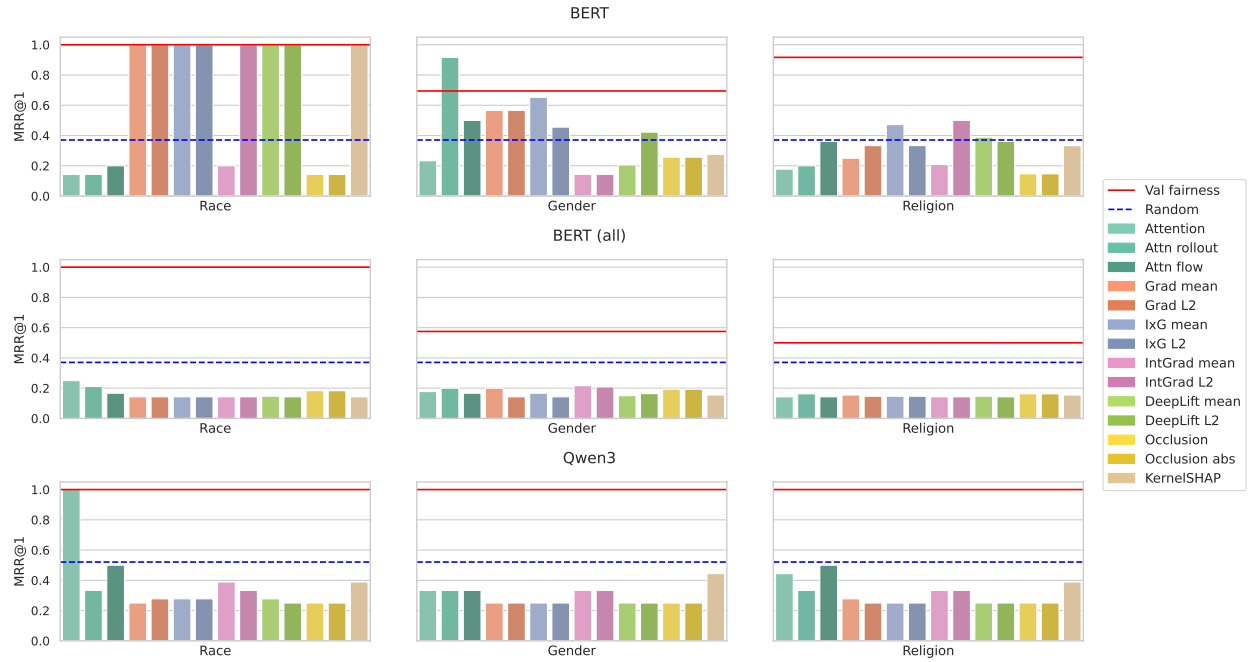 BERT
MRR@1
1.0
0.8
0.6
0.4
0.2
0.0
Race
Gender
Religion
BERT (all)
MRR@1
1.0
0.8
0.6
0.4
0.2
0.0
Race
Gender
Religion
Qwen3
MRR@1
1.0
0.8
0.6
0.4
0.2
0.0
Race
Gender
Religion
Val fairness
Random
Attention
Attn rollout
Attn flow
Grad mean
Grad L2
IxG mean
IxG L2
IntGrad mean
IntGrad L2
DeepLift mean
DeepLift L2
Occlusion
Occlusion abs
KernelSHAP